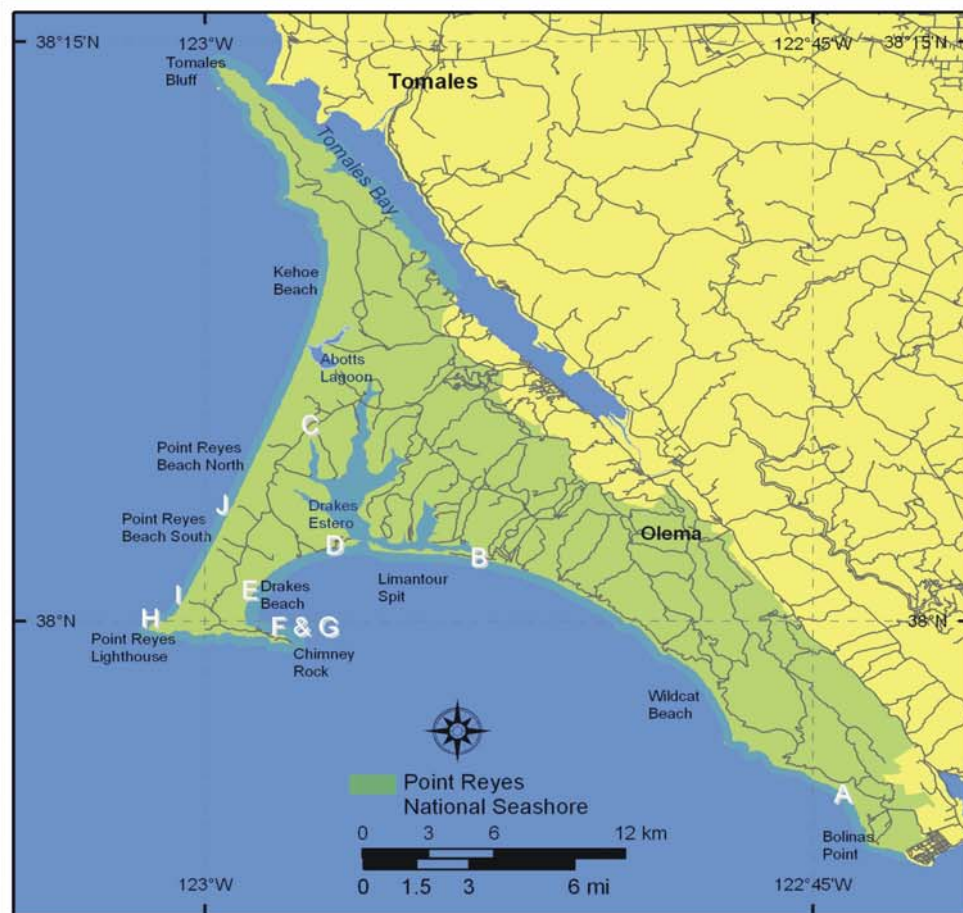 38°15'N
123°W
122°45'W
38°15'N
Tomales
Bluff
Tomales
Tomales Bay
Kehoe
Beach
Abotts
Lagoon
C
Point Reyes
Beach North
J
Point Reyes
Beach South
Drakes
Estero
D
Olema
B
Limantour
Spit
I
E
Drakes
Beach
H
38°N
F & G
38°N
Point Reyes
Lighthouse
Chimney
Rock
Wildcat
Beach
Point Reyes
National Seashore
A
0 3 6 12 km
0 1.5 3 6 mi
Bolinas
Point
123°W
122°45'W